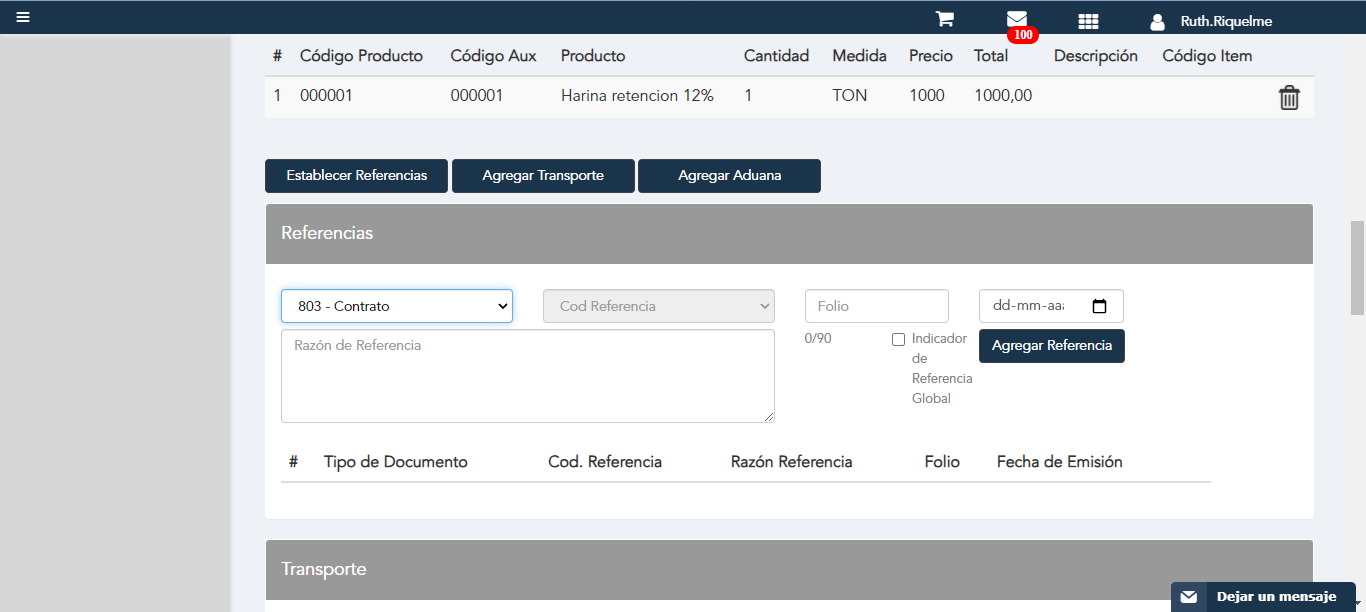 Ruth.Riquelme
100
# Código Producto Código Aux Producto Cantidad Medida Precio Total Descripción Código Item
1 000001 000001 Harina retencion 12% 1 TON 1000 1000,00
Establecer Referencias Agregar Transporte Agregar Aduana
Referencias
803 - Contrato Cod Referencia Folio dd-mm-aaa
Razón de Referencia 0/90 Indicador Agregar Referencia
de
Referencia
Global
# Tipo de Documento Cod. Referencia Razón Referencia Folio Fecha de Emisión
Transporte
Dejar un mensaje